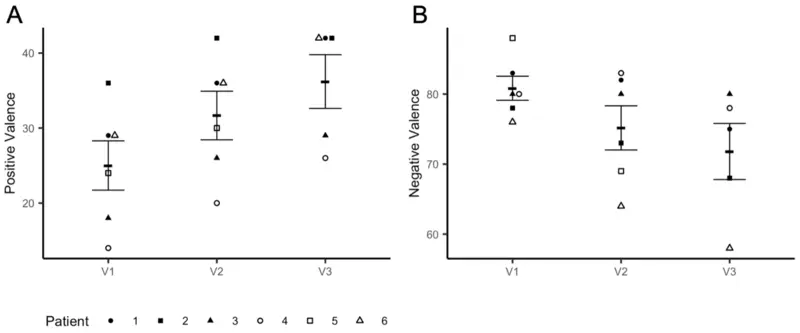 A B
Positive Valence
40
30
20
V1 V2 V3
Negative Valence
80
70
60
V1 V2 V3
Patient 1 2 3 4 5 6